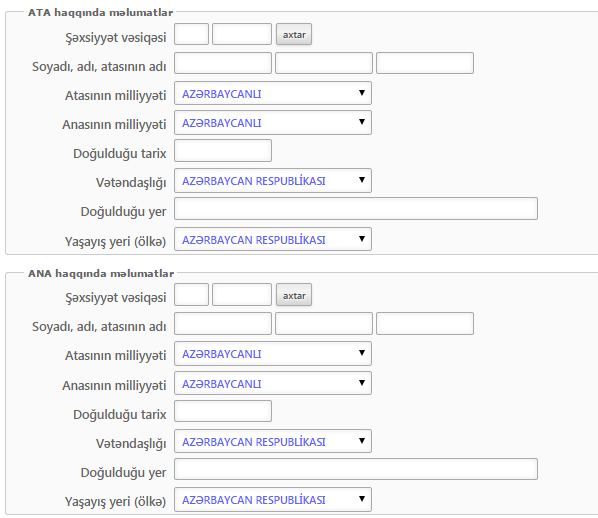 ATA haqqında məlumatlar
Şəxsiyyət vəsiqəsi axtar
Soyadı, adı, atasının adı
Atasının milliyyəti AZƏRBAYCANLI
Anasının milliyyəti AZƏRBAYCANLI
Doğulduğu tarix
Vətəndaşlığı AZƏRBAYCAN RESPUBLİKASI
Doğulduğu yer
Yaşayış yeri (ölkə) AZƏRBAYCAN RESPUBLİKASI
ANA haqqında məlumatlar
Şəxsiyyət vəsiqəsi axtar
Soyadı, adı, atasının adı
Atasının milliyyəti AZƏRBAYCANLI
Anasının milliyyəti AZƏRBAYCANLI
Doğulduğu tarix
Vətəndaşlığı AZƏRBAYCAN RESPUBLİKASI
Doğulduğu yer
Yaşayış yeri (ölkə) AZƏRBAYCAN RESPUBLİKASI